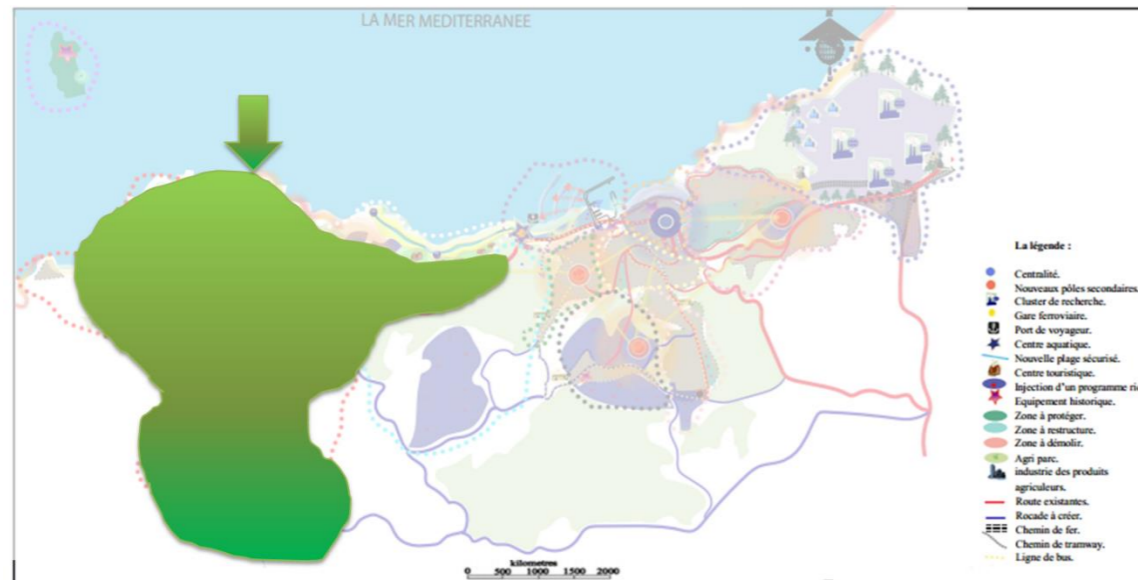 LA MER MEDITERRANEE
La légende :
Centralité.
Nouveaux pôles secondaires.
Cluster de recherche.
Gare ferroviaire.
Port de voyageur.
Centre aquatique.
Nouvelle plage sécurisé.
Centre touristique.
Injection d'un programme ric
Equipement historique.
Zone à protéger.
Zone à restructure.
Zone à démolir.
Agri parc.
industrie des produits
agriculeurs.
Route existantes.
Rocade à créer.
Chemin de fer.
Chemin de tramway.
Ligne de bus.
kilometres
0 500 1000 1500 2000